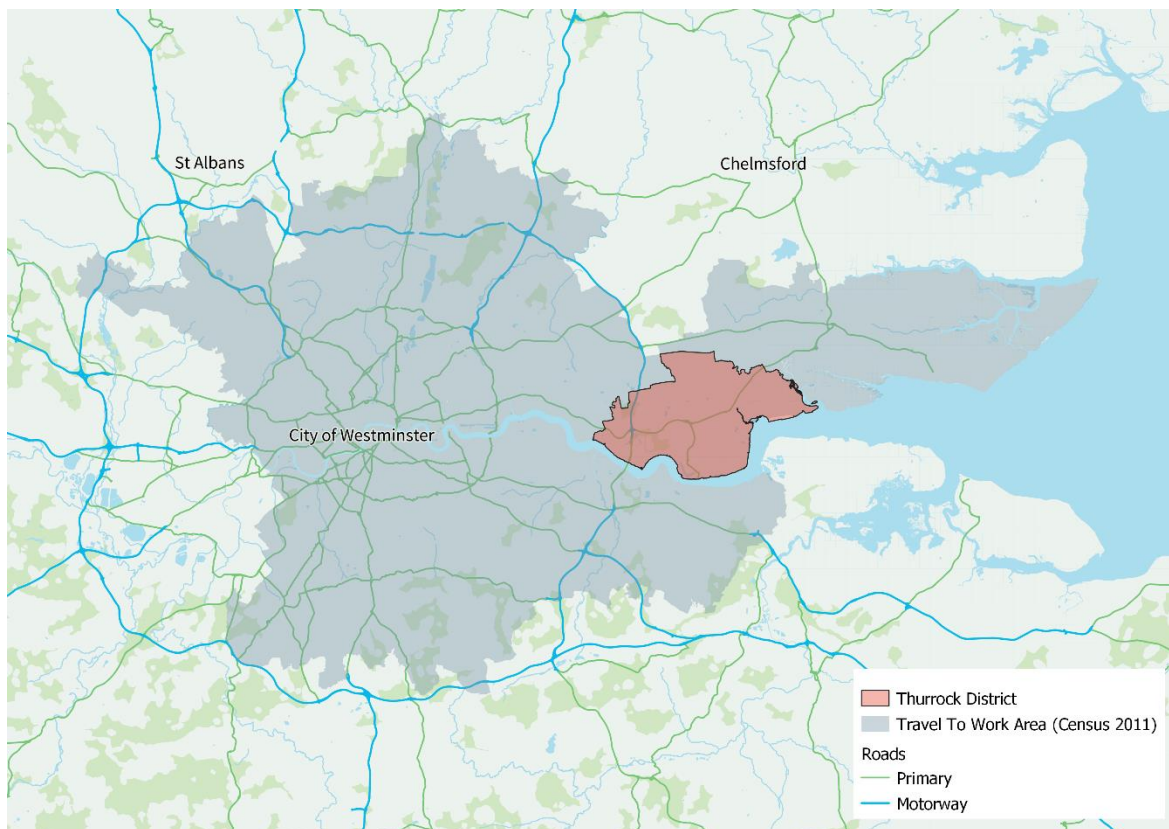 St Albans
Chelmsford
City of Westminster
Thurrock District
Travel To Work Area (Census 2011)
Roads
Primary
Motorway